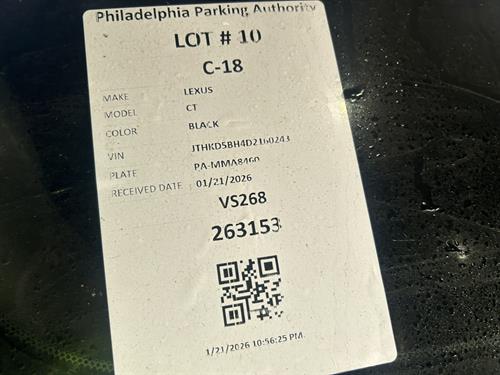 Philadelphia Parking Authority
LOT # 10
C-18
MAKE LEXUS
MODEL CT
COLOR BLACK
VIN JTHKD5BH4D2160243
PLATE PA-MMA8460
RECEIVED DATE 01/21/2026
VS268
263153
1/21/2026 10:56:25 PM